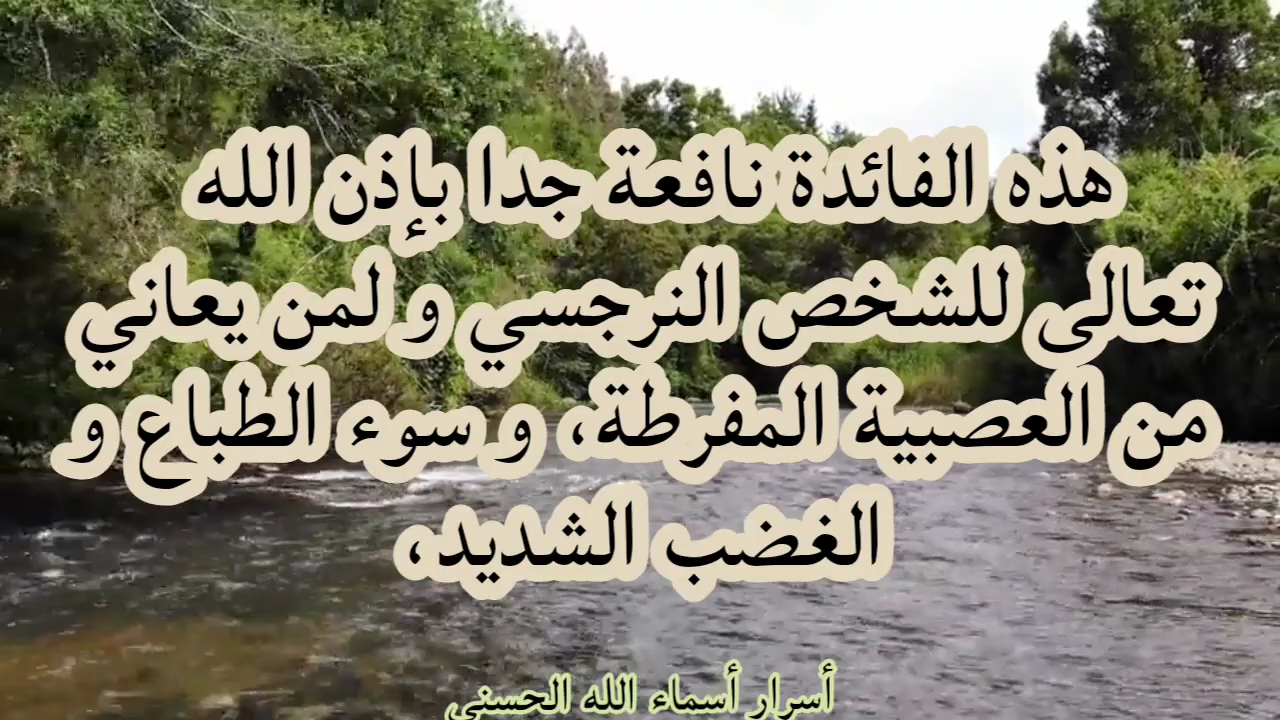 هذه الفائدة نافعة جدا بإذن الله
تعالى للشخص النرجسي و لمن يعاني
من العصبية المفرطة، و سوء الطباع و
الغضب الشديد،
أسرار أسماء الله الحسنى